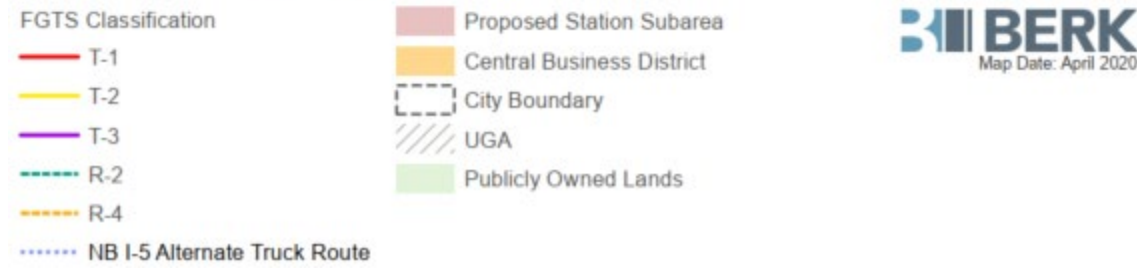 FGTS Classification
T-1
T-2
T-3
R-2
R-4
NB I-5 Alternate Truck Route
Proposed Station Subarea
Central Business District
City Boundary
UGA
Publicly Owned Lands
BERK
Map Date: April 2020